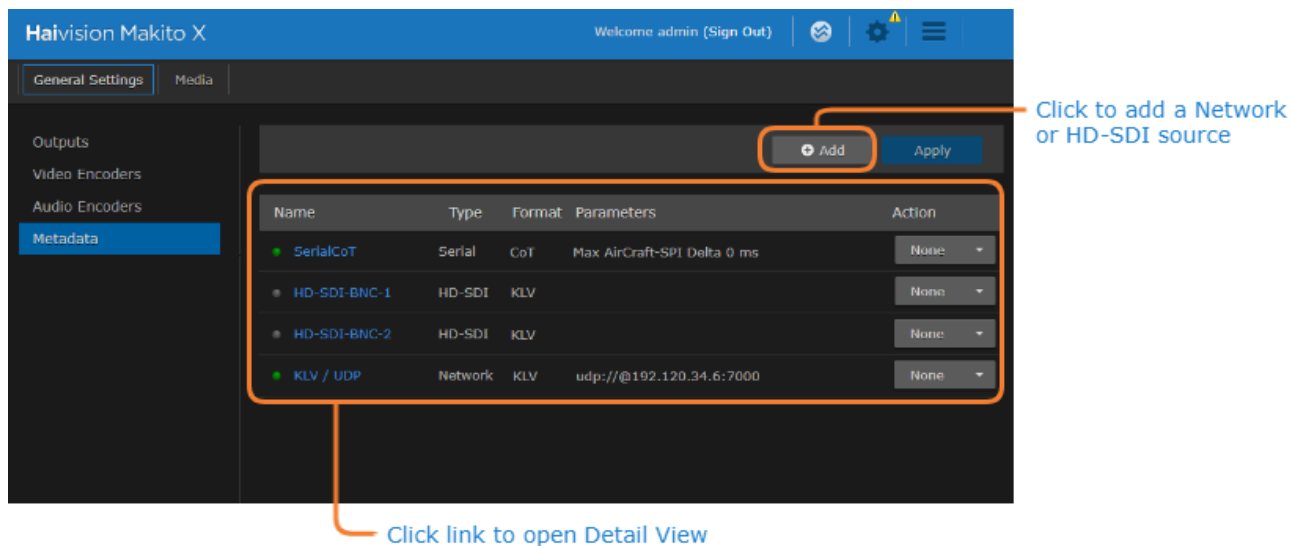 Haivision Makito X
Welcome admin (Sign Out)
General Settings Media
Click to add a Network
or HD-SDI source
Outputs
Video Encoders
Audio Encoders
Metadata
Add Apply
Name Type Format Parameters Action
SerialCoT Serial CoT Max AirCraft-SPI Delta 0 ms None
HD-SDI-BNC-1 HD-SDI KLV None
HD-SDI-BNC-2 HD-SDI KLV None
KLV / UDP Network KLV udp://@192.120.34.6:7000 None
Click link to open Detail View